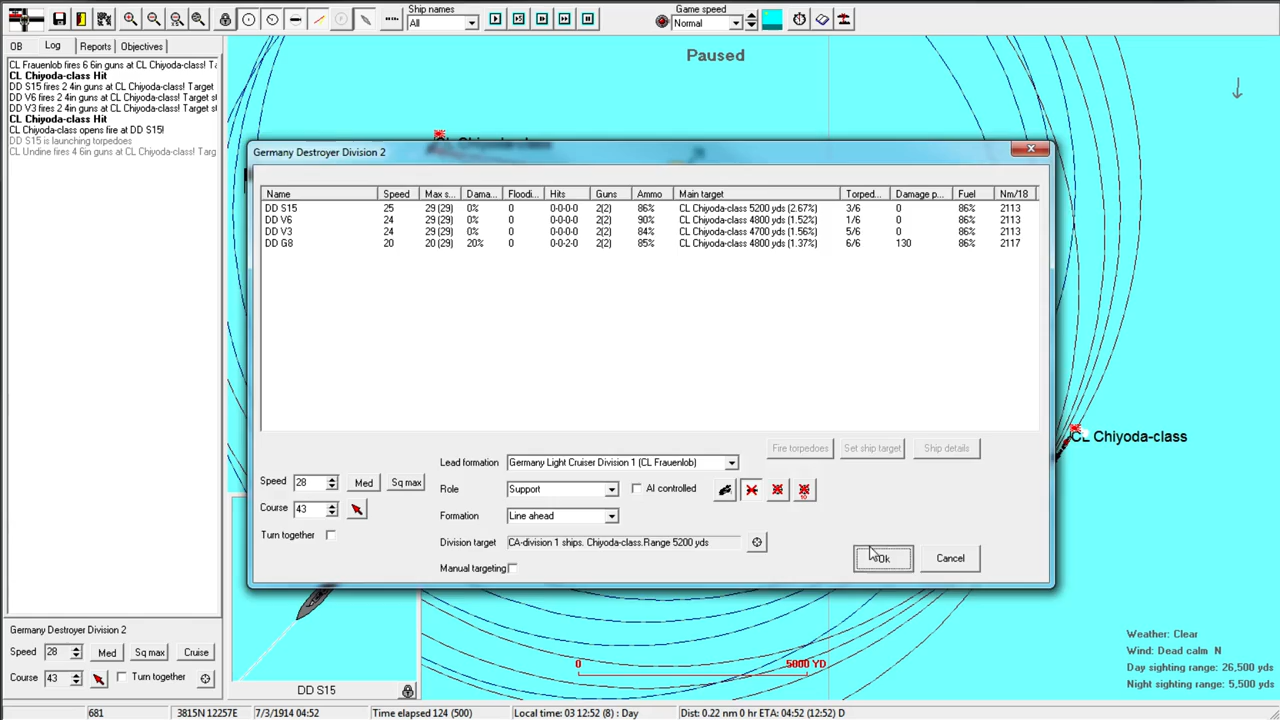 Ship names
All
Game speed
Normal
OB Log Reports Objectives
CL Frauenlob fires 6 6in guns at CL Chiyoda-class! Ta
CL Chiyoda-class Hit
DD S15 fires 2 4in guns at CL Chiyoda-class! Target
DD V6 fires 2 4in guns at CL Chiyoda-class! Target s
DD V3 fires 2 4in guns at CL Chiyoda-class! Target s
CL Chiyoda-class Hit
CL Chiyoda-class opens fire at DD S15!
DD S15 is launching torpedoes
CL Undine fires 4 6in guns at CL Chiyoda-class! Targ
Paused
CL Chiyoda-class
Germany Destroyer Division 2
Name Speed Max s... Dama... Floodi... Hits Guns Ammo Main target Torped... Damage p... Fuel Nm/18
DD S15 25 29 (29) 0% 0 0-0-0-0 2(2) 86% CL Chiyoda-class 5200 yds (2.67%) 3/6 0 86% 2113
DD V6 24 29 (29) 0% 0 0-0-0-0 2(2) 90% CL Chiyoda-class 4800 yds (1.52%) 1/6 0 86% 2113
DD V3 24 29 (29) 0% 0 0-0-0-0 2(2) 84% CL Chiyoda-class 4700 yds (1.56%) 5/6 0 86% 2113
DD G8 20 20 (29) 20% 0 0-0-2-0 2(2) 85% CL Chiyoda-class 4800 yds (1.37%) 6/6 130 86% 2117
Fire torpedoes Set ship target Ship details
Lead formation Germany Light Cruiser Division 1 (CL Frauenlob)
Speed 28 Med Sq max
Role Support AI controlled
Course 43
Formation Line ahead
Turn together
Division target CA-division 1 ships. Chiyoda-class.Range 5200 yds
Manual targeting
Ok Cancel
CL Chiyoda-class
Germany Destroyer Division 2
Speed 28 Med Sq max Cruise
Course 43 Turn together
DD S15
0 5000 YD
Weather: Clear
Wind: Dead calm N
Day sighting range: 26,500 yds
Night sighting range: 5,500 yds
681 3815N 12257E 7/3/1914 04:52 Time elapsed 124 (500) Local time: 03 12:52 (8) : Day Dist: 0.22 nm 0 hr ETA: 04:52 (12:52) D